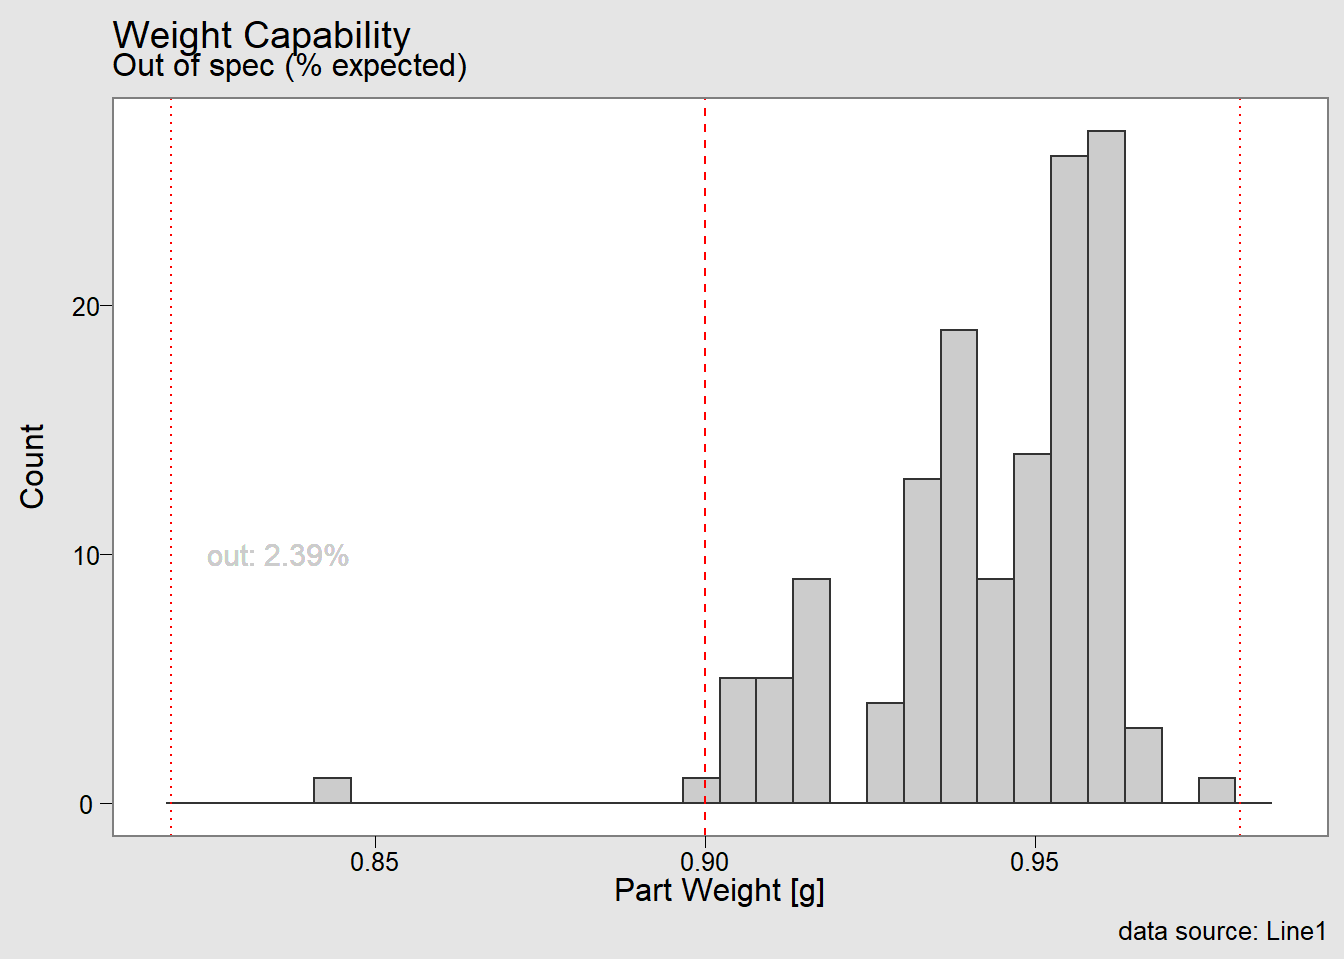 Weight Capability
Out of spec (% expected)
Count
20
10
0
out: 2.39%
0.85
0.90
0.95
Part Weight [g]
data source: Line1